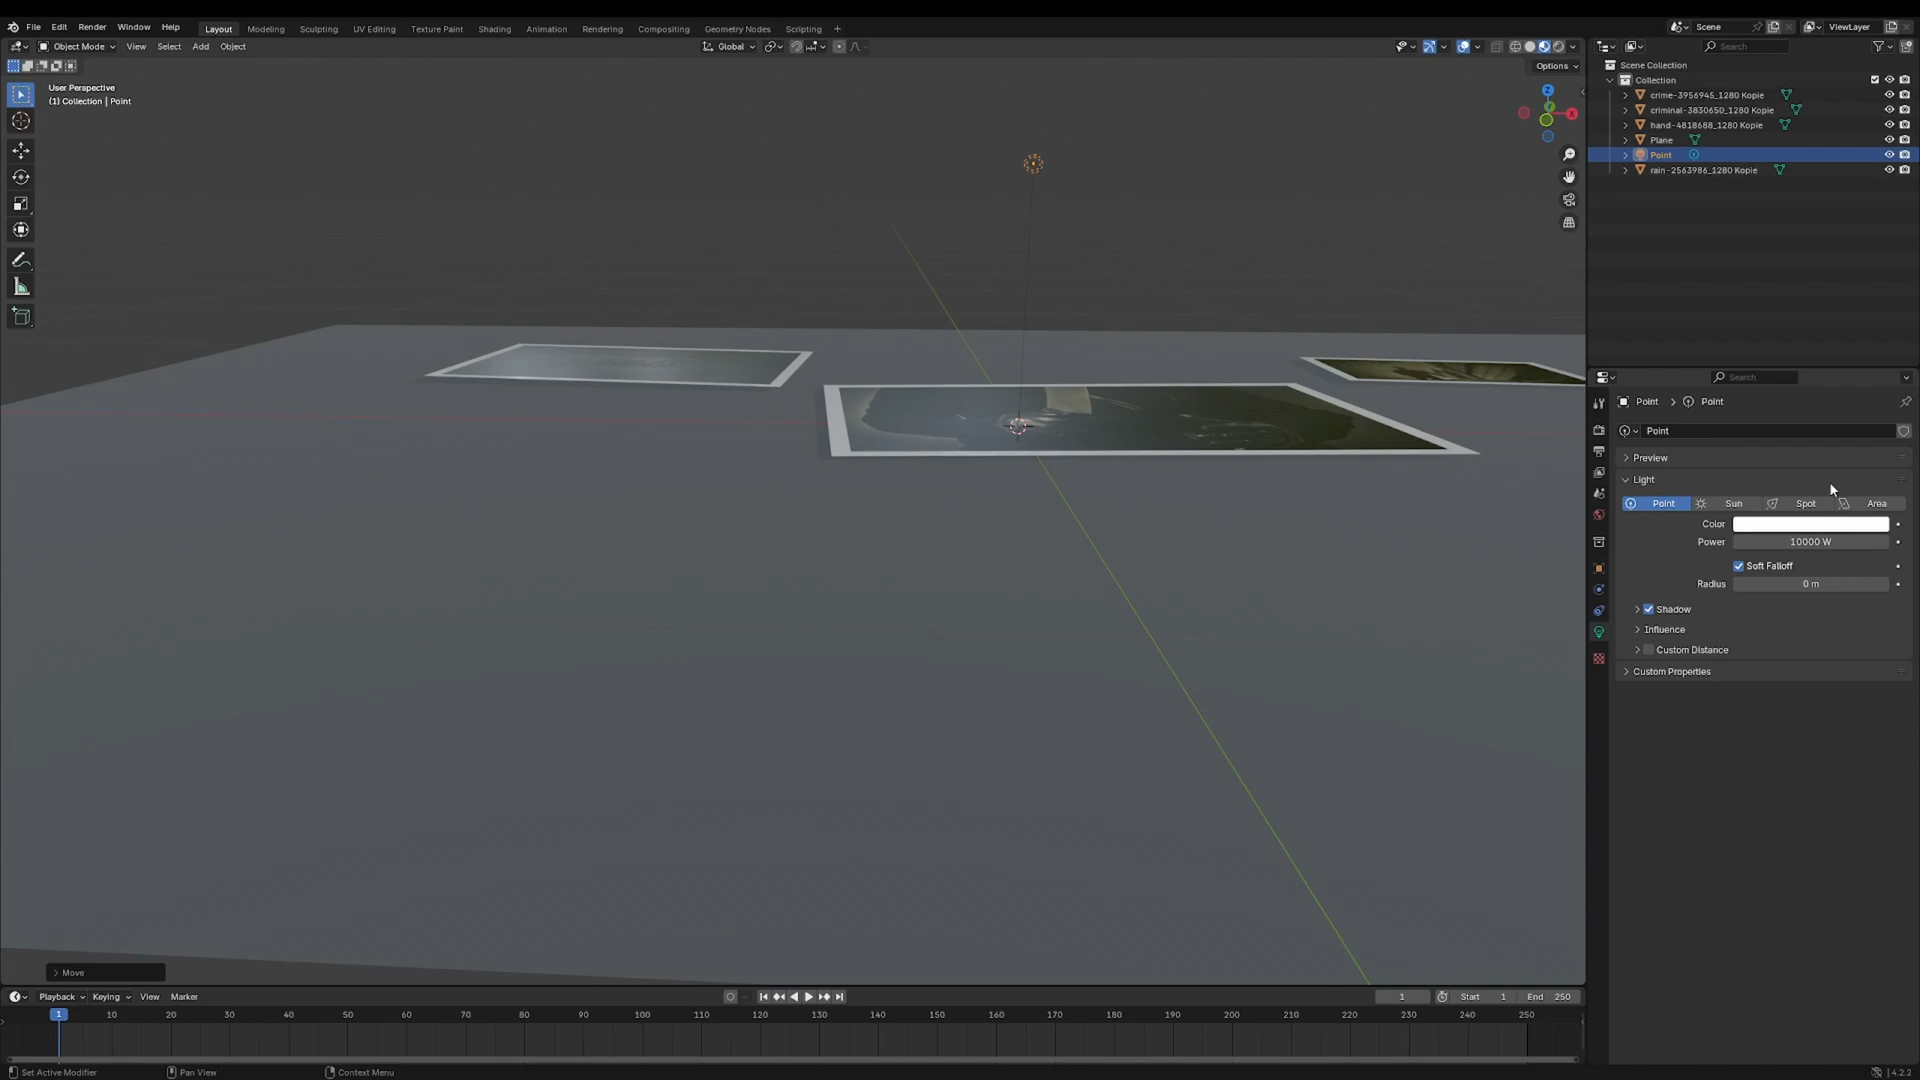 File Edit Render Window Help Layout Modeling Sculpting UV Editing Texture Paint Shading Animation Rendering Compositing Geometry Nodes Scripting + Scene ViewLayer
Object Mode View Select Add Object Global Search
Options
User Perspective
(1) Collection | Point
Scene Collection
Collection
crime-3956945_1280 Kopie
criminal-3830650_1280 Kopie
hand-4818688_1280 Kopie
Plane
Point
rain-2563986_1280 Kopie
Z
X
Search
Point > Point
Point
Preview
Light
Point Sun Spot Area
Color
Power 10000 W
Soft Falloff
Radius 0 m
Shadow
Influence
Custom Distance
Custom Properties
Move
Playback Keying View Marker 1 Start 1 End 250
1 10 20 30 40 50 60 70 80 90 100 110 120 130 140 150 160 170 180 190 200 210 220 230 240 250
Set Active Modifier Pan View Context Menu 4.2.2